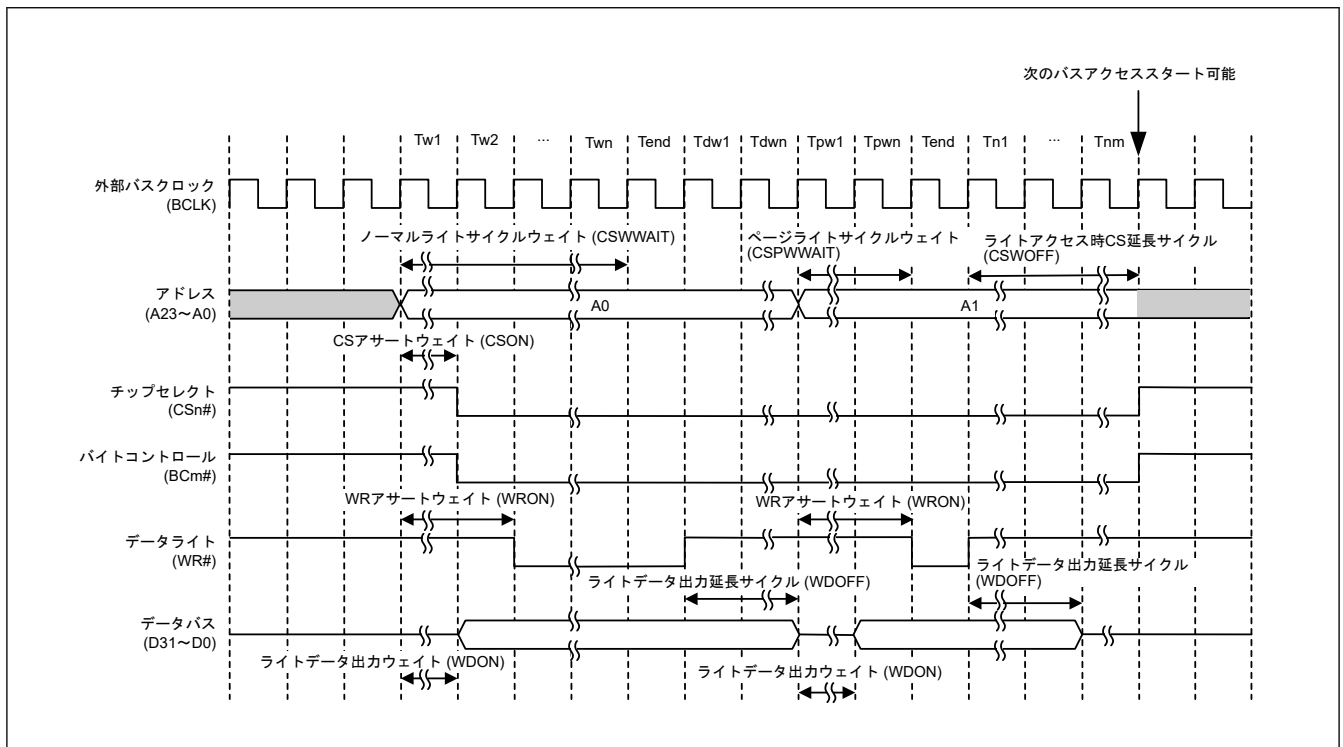 次のバスアクセススタート可能
Tw1 Tw2 ... Twn Tend Tdw1 Tdwn Tpw1 Tpwn Tend Tn1 ... Tnm
外部バスクロック
(BCLK)
ノーマルライトサイクルウェイト (CSWWAIT)
ページライトサイクルウェイト
(CSPWWAIT)
ライトアクセス時CS延長サイクル
(CSWOFF)
アドレス
(A23～A0)
A0
A1
CSアサートウェイト (CSON)
チップセレクト
(CSn#)
バイトコントロール
(BCm#)
WRアサートウェイト (WRON)
WRアサートウェイト (WRON)
データライト
(WR#)
ライトデータ出力延長サイクル (WDOFF)
ライトデータ出力延長サイクル
(WDOFF)
データバス
(D31～D0)
ライトデータ出力ウェイト (WDON)
ライトデータ出力ウェイト (WDON)